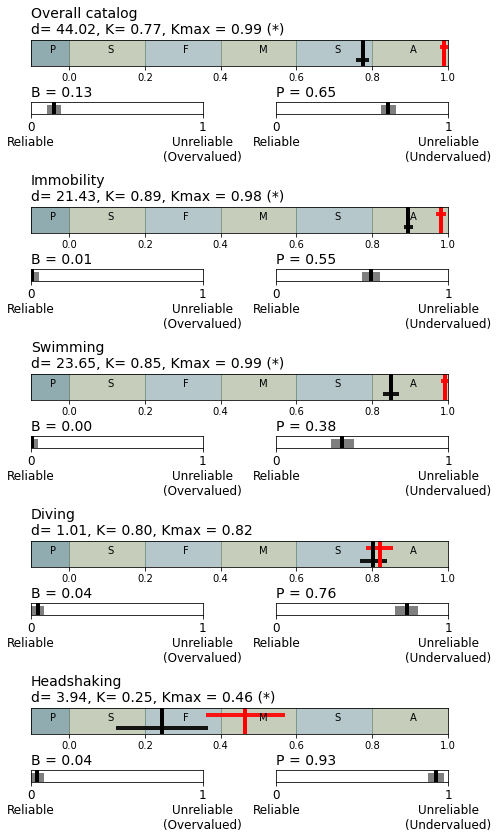 Overall catalog
d= 44.02, K= 0.77, Kmax = 0.99 (*)
P S F M S A
0.0 0.2 0.4 0.6 0.8 1.0
B = 0.13 P = 0.65
0 1 0 1
Reliable Unreliable Reliable Unreliable
(Overvalued) (Undervalued)
Immobility
d= 21.43, K= 0.89, Kmax = 0.98 (*)
P S F M S A
0.0 0.2 0.4 0.6 0.8 1.0
B = 0.01 P = 0.55
0 1 0 1
Reliable Unreliable Reliable Unreliable
(Overvalued) (Undervalued)
Swimming
d= 23.65, K= 0.85, Kmax = 0.99 (*)
P S F M S A
0.0 0.2 0.4 0.6 0.8 1.0
B = 0.00 P = 0.38
0 1 0 1
Reliable Unreliable Reliable Unreliable
(Overvalued) (Undervalued)
Diving
d= 1.01, K= 0.80, Kmax = 0.82
P S F M S A
0.0 0.2 0.4 0.6 0.8 1.0
B = 0.04 P = 0.76
0 1 0 1
Reliable Unreliable Reliable Unreliable
(Overvalued) (Undervalued)
Headshaking
d= 3.94, K= 0.25, Kmax = 0.46 (*)
P S F M S A
0.0 0.2 0.4 0.6 0.8 1.0
B = 0.04 P = 0.93
0 1 0 1
Reliable Unreliable Reliable Unreliable
(Overvalued) (Undervalued)